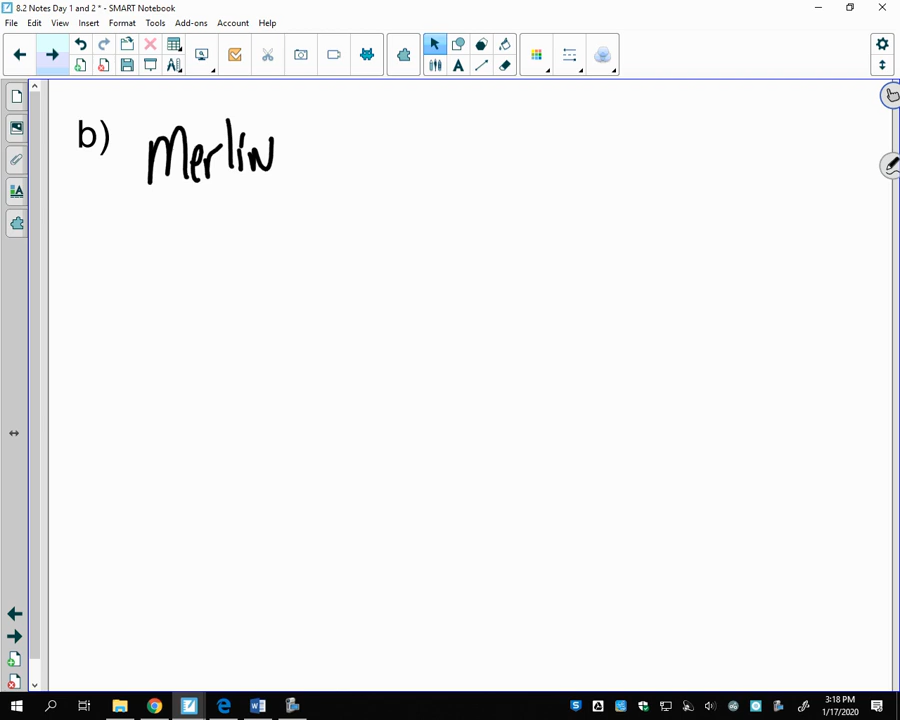 8.2 Notes Day 1 and 2 * - SMART Notebook
File Edit View Insert Format Tools Add-ons Account Help
b) Merlin
3:18 PM
1/17/2020